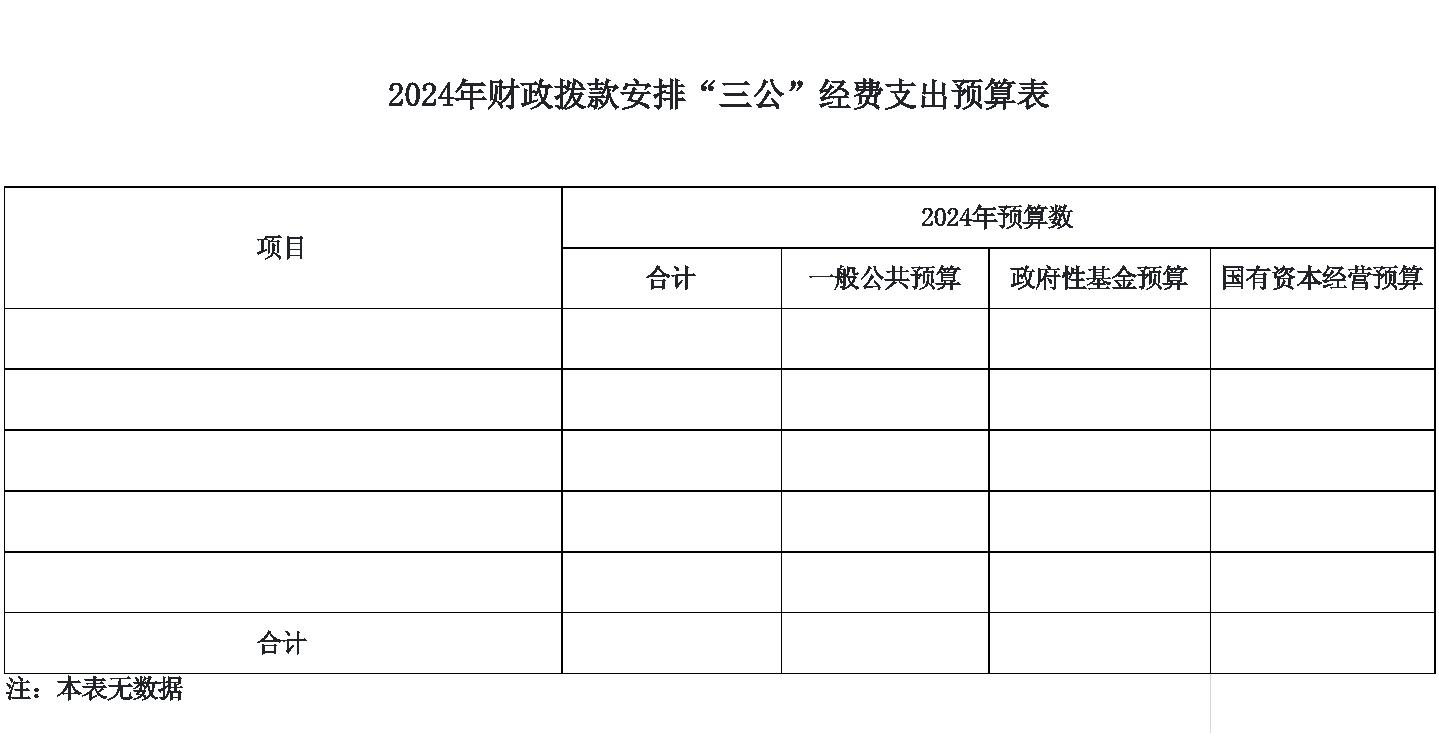 2024年财政拨款安排“三公”经费支出预算表
项目
2024年预算数
合计 一般公共预算 政府性基金预算 国有资本经营预算
合计
注：本表无数据